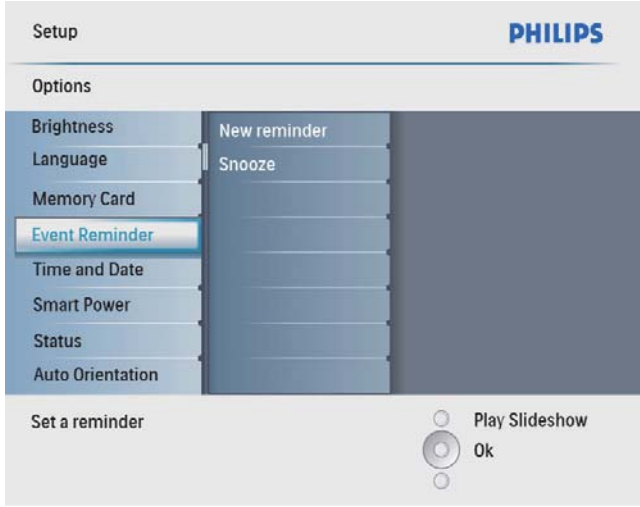 Setup
PHILIPS
Options
Brightness
Language
Memory Card
Event Reminder
Time and Date
Smart Power
Status
Auto Orientation
New reminder
Snooze
Set a reminder
Play Slideshow
Ok